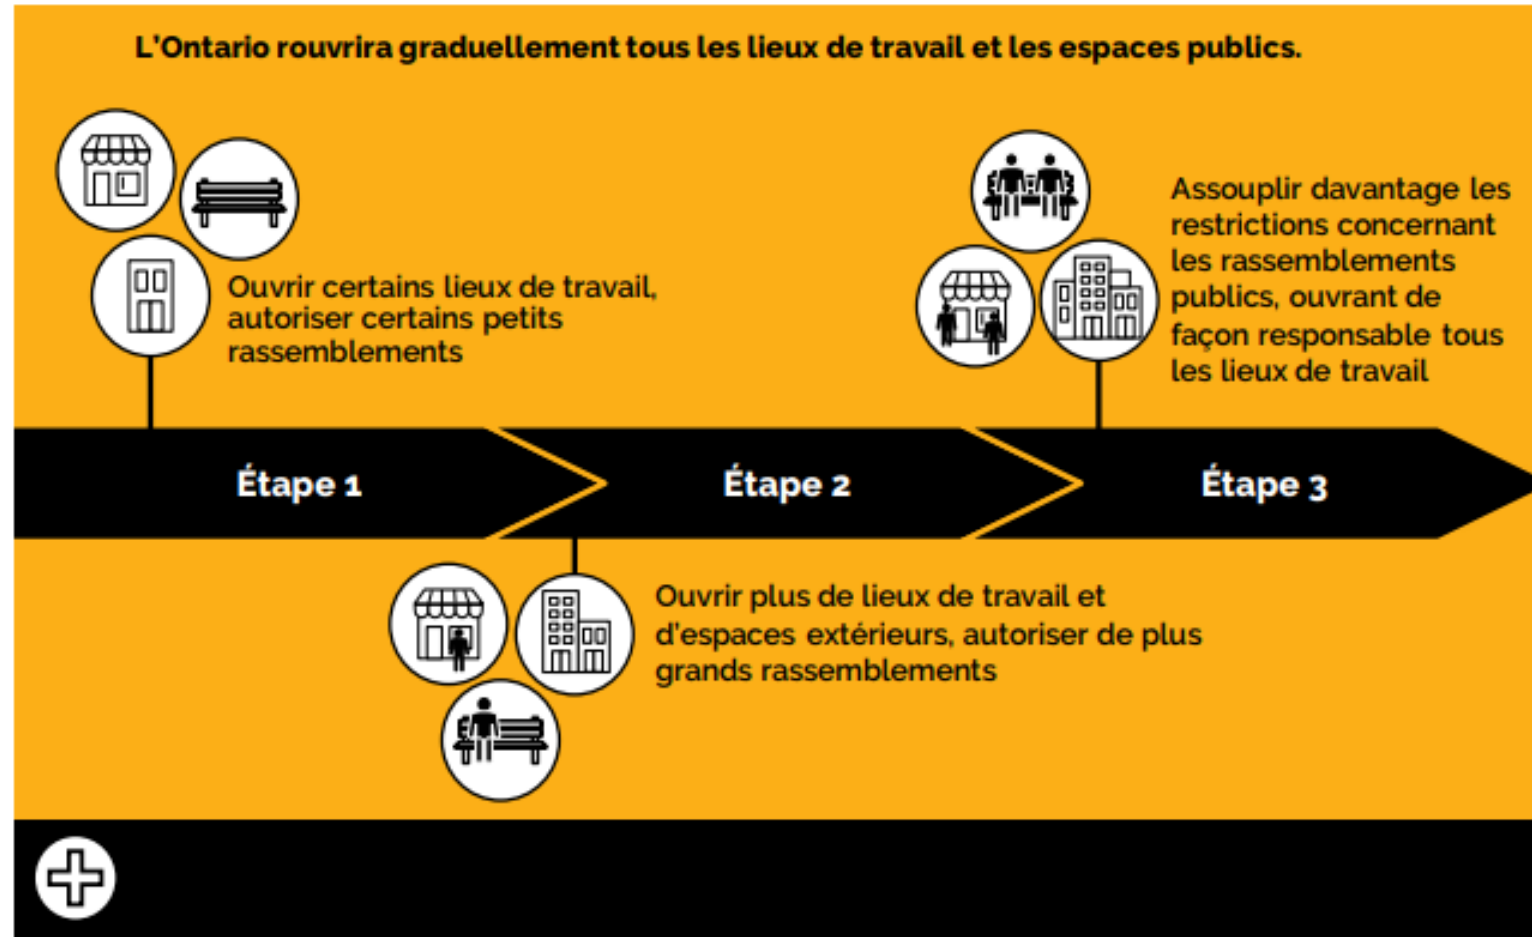 L'Ontario rouvrira graduellement tous les lieux de travail et les espaces publics.
Ouvrir certains lieux de travail,
autoriser certains petits
rassemblements
Assouplir davantage les
restrictions concernant
les rassemblements
publics, ouvrant de
façon responsable tous
les lieux de travail
Étape 1
Étape 2
Étape 3
Ouvrir plus de lieux de travail et
d'espaces extérieurs, autoriser de plus
grands rassemblements